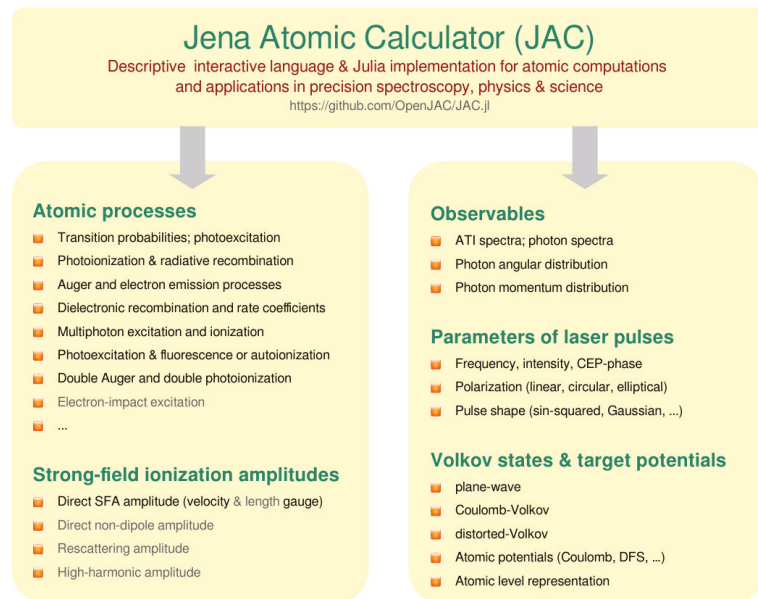 Jena Atomic Calculator (JAC)
Descriptive interactive language & Julia implementation for atomic computations
and applications in precision spectroscopy, physics & science
https://github.com/OpenJAC/JAC.jl
Atomic processes
Transition probabilities; photoexcitation
Photoionization & radiative recombination
Auger and electron emission processes
Dielectronic recombination and rate coefficients
Multiphoton excitation and ionization
Photoexcitation & fluorescence or autoionization
Double Auger and double photoionization
Electron-impact excitation
...
Strong-field ionization amplitudes
Direct SFA amplitude (velocity & length gauge)
Direct non-dipole amplitude
Rescattering amplitude
High-harmonic amplitude
Observables
ATI spectra; photon spectra
Photon angular distribution
Photon momentum distribution
Parameters of laser pulses
Frequency, intensity, CEP-phase
Polarization (linear, circular, elliptical)
Pulse shape (sin-squared, Gaussian, ...)
Volkov states & target potentials
plane-wave
Coulomb-Volkov
distorted-Volkov
Atomic potentials (Coulomb, DFS, ...)
Atomic level representation